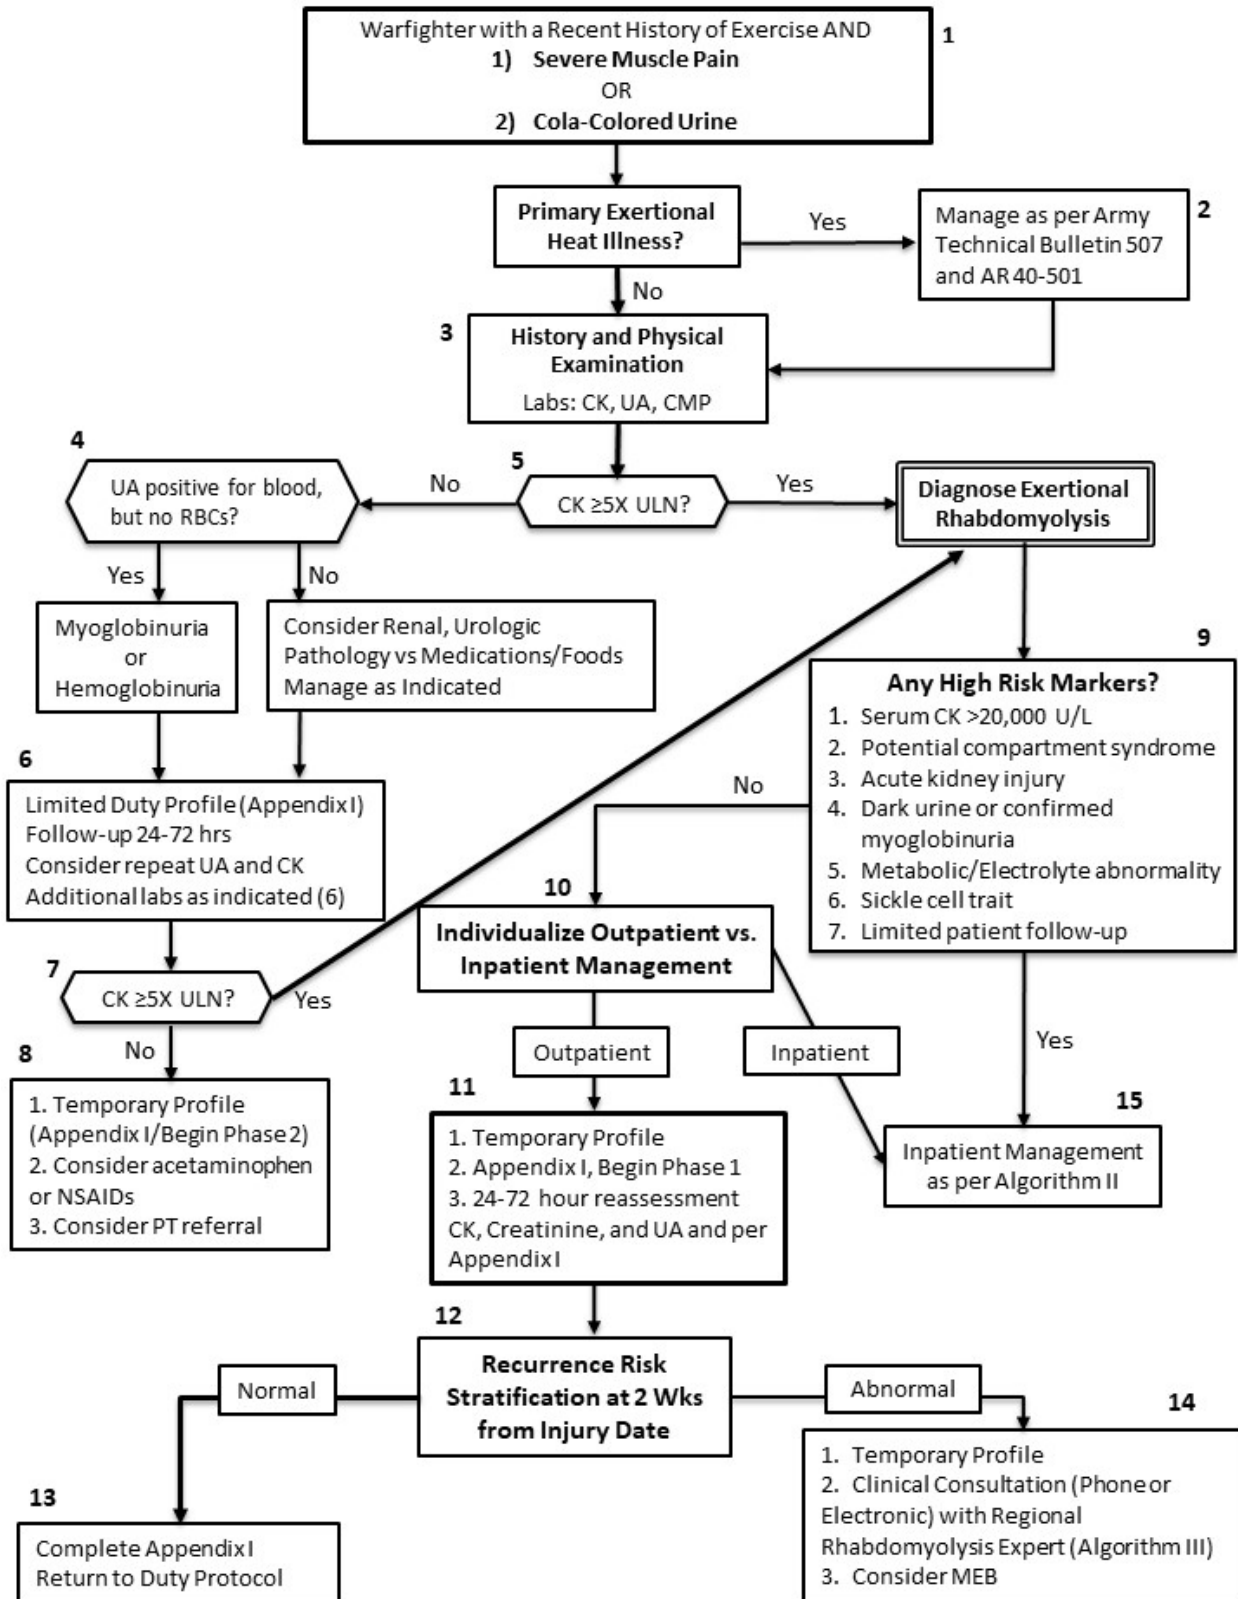 Warfighter with a Recent History of Exercise AND
1) Severe Muscle Pain
OR
2) Cola-Colored Urine
1
Primary Exertional
Heat Illness?
Yes
No
2
Manage as per Army
Technical Bulletin 507
and AR 40-501
3
History and Physical
Examination
Labs: CK, UA, CMP
4
UA positive for blood,
but no RBCs?
No
5
CK ≥5X ULN?
Yes
Diagnose Exertional
Rhabdomyolysis
Yes
No
Myoglobinuria
or
Hemoglobinuria
Consider Renal, Urologic
Pathology vs Medications/Foods
Manage as Indicated
9
Any High Risk Markers?
1. Serum CK >20,000 U/L
2. Potential compartment syndrome
3. Acute kidney injury
4. Dark urine or confirmed
myoglobinuria
5. Metabolic/Electrolyte abnormality
6. Sickle cell trait
7. Limited patient follow-up
No
Yes
6
Limited Duty Profile (Appendix I)
Follow-up 24-72 hrs
Consider repeat UA and CK
Additional labs as indicated (6)
7
CK ≥5X ULN?
Yes
No
8
1. Temporary Profile
(Appendix I/Begin Phase 2)
2. Consider acetaminophen
or NSAIDs
3. Consider PT referral
10
Individualize Outpatient vs.
Inpatient Management
Outpatient
Inpatient
11
1. Temporary Profile
2. Appendix I, Begin Phase 1
3. 24-72 hour reassessment
CK, Creatinine, and UA and per
Appendix I
15
Inpatient Management
as per Algorithm II
12
Recurrence Risk
Stratification at 2 Wks
from Injury Date
Normal
Abnormal
13
Complete Appendix I
Return to Duty Protocol
14
1. Temporary Profile
2. Clinical Consultation (Phone or
Electronic) with Regional
Rhabdomyolysis Expert (Algorithm III)
3. Consider MEB